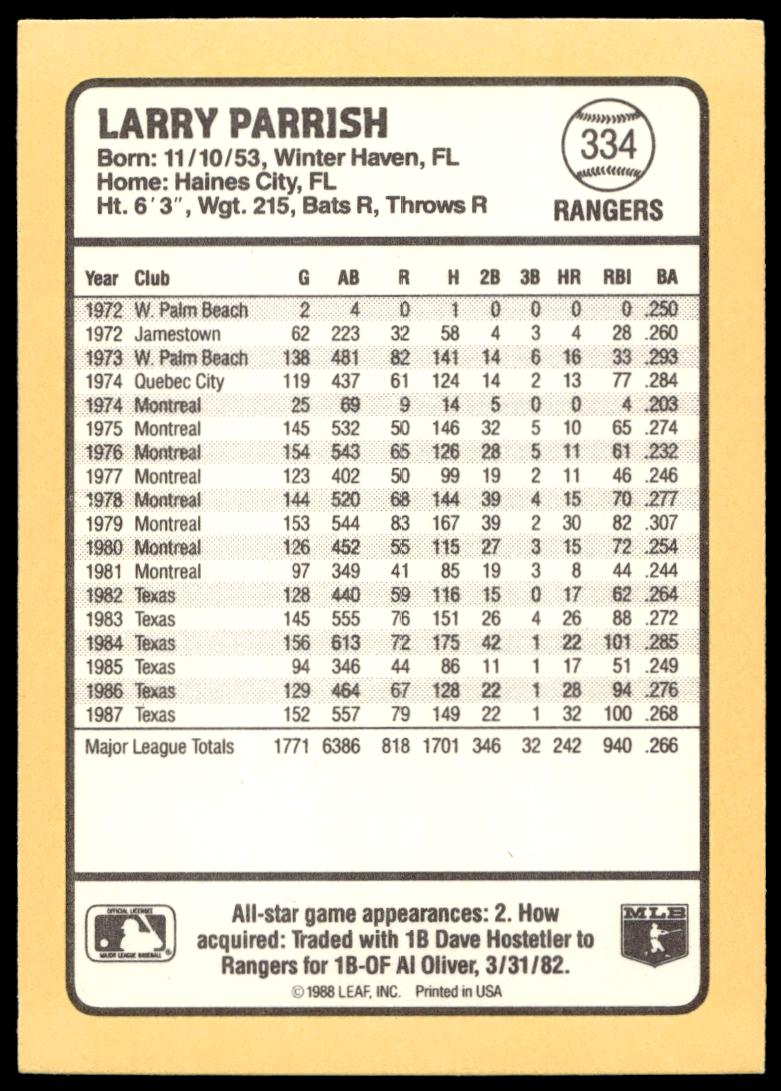 LARRY PARRISH
Born: 11/10/53, Winter Haven, FL
Home: Haines City, FL
Ht. 6'3", Wgt. 215, Bats R, Throws R
334
RANGERS
Year Club G AB R H 2B 3B HR RBI BA
1972 W. Palm Beach 2 4 0 1 0 0 0 0 .250
1972 Jamestown 62 223 32 58 4 3 4 28 .260
1973 W. Palm Beach 138 481 82 141 14 6 16 33 .293
1974 Quebec City 119 437 61 124 14 2 13 77 .284
1974 Montreal 25 69 9 14 5 0 0 4 .203
1975 Montreal 145 532 50 146 32 5 10 65 .274
1976 Montreal 154 543 65 126 28 5 11 61 .232
1977 Montreal 123 402 50 99 19 2 11 46 .246
1978 Montreal 144 520 68 144 39 4 15 70 .277
1979 Montreal 153 544 83 167 39 2 30 82 .307
1980 Montreal 126 452 55 115 27 3 15 72 .254
1981 Montreal 97 349 41 85 19 3 8 44 .244
1982 Texas 128 440 59 116 15 0 17 62 .264
1983 Texas 145 555 76 151 26 4 26 88 .272
1984 Texas 156 613 72 175 42 1 22 101 .285
1985 Texas 94 346 44 86 11 1 17 51 .249
1986 Texas 129 464 67 128 22 1 28 94 .276
1987 Texas 152 557 79 149 22 1 32 100 .268
Major League Totals 1771 6386 818 1701 346 32 242 940 .266
OFFICIAL LICENSEE
MAJOR LEAGUE BASEBALL
All-star game appearances: 2. How
acquired: Traded with 1B Dave Hostetler to
Rangers for 1B-OF Al Oliver, 3/31/82.
© 1988 LEAF, INC. Printed in USA
MLB